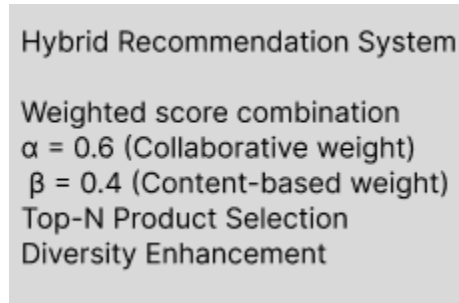 Hybrid Recommendation System
Weighted score combination
α = 0.6 (Collaborative weight)
β = 0.4 (Content-based weight)
Top-N Product Selection
Diversity Enhancement